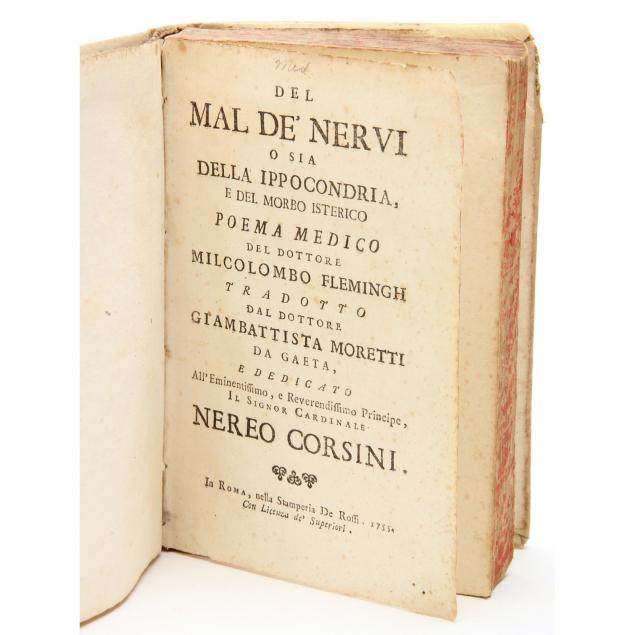 Med.
DEL
MAL DE' NERVI
O SIA
DELLA IPPOCONDRIA,
E DEL MORBO ISTERICO
POEMA MEDICO
DEL DOTTORE
MILCOLOMBO FLEMINGH
TRADOTTO
DAL DOTTORE
GIAMBATTISTA MORETTI
DA GAETA,
E DEDICATO
All'Eminentissimo, e Reverendissimo Principe,
IL SIGNOR CARDINALE
NEREO CORSINI.
In ROMA, nella Stamperia De Rossi. 1755.
Con Licenza de' Superiori.